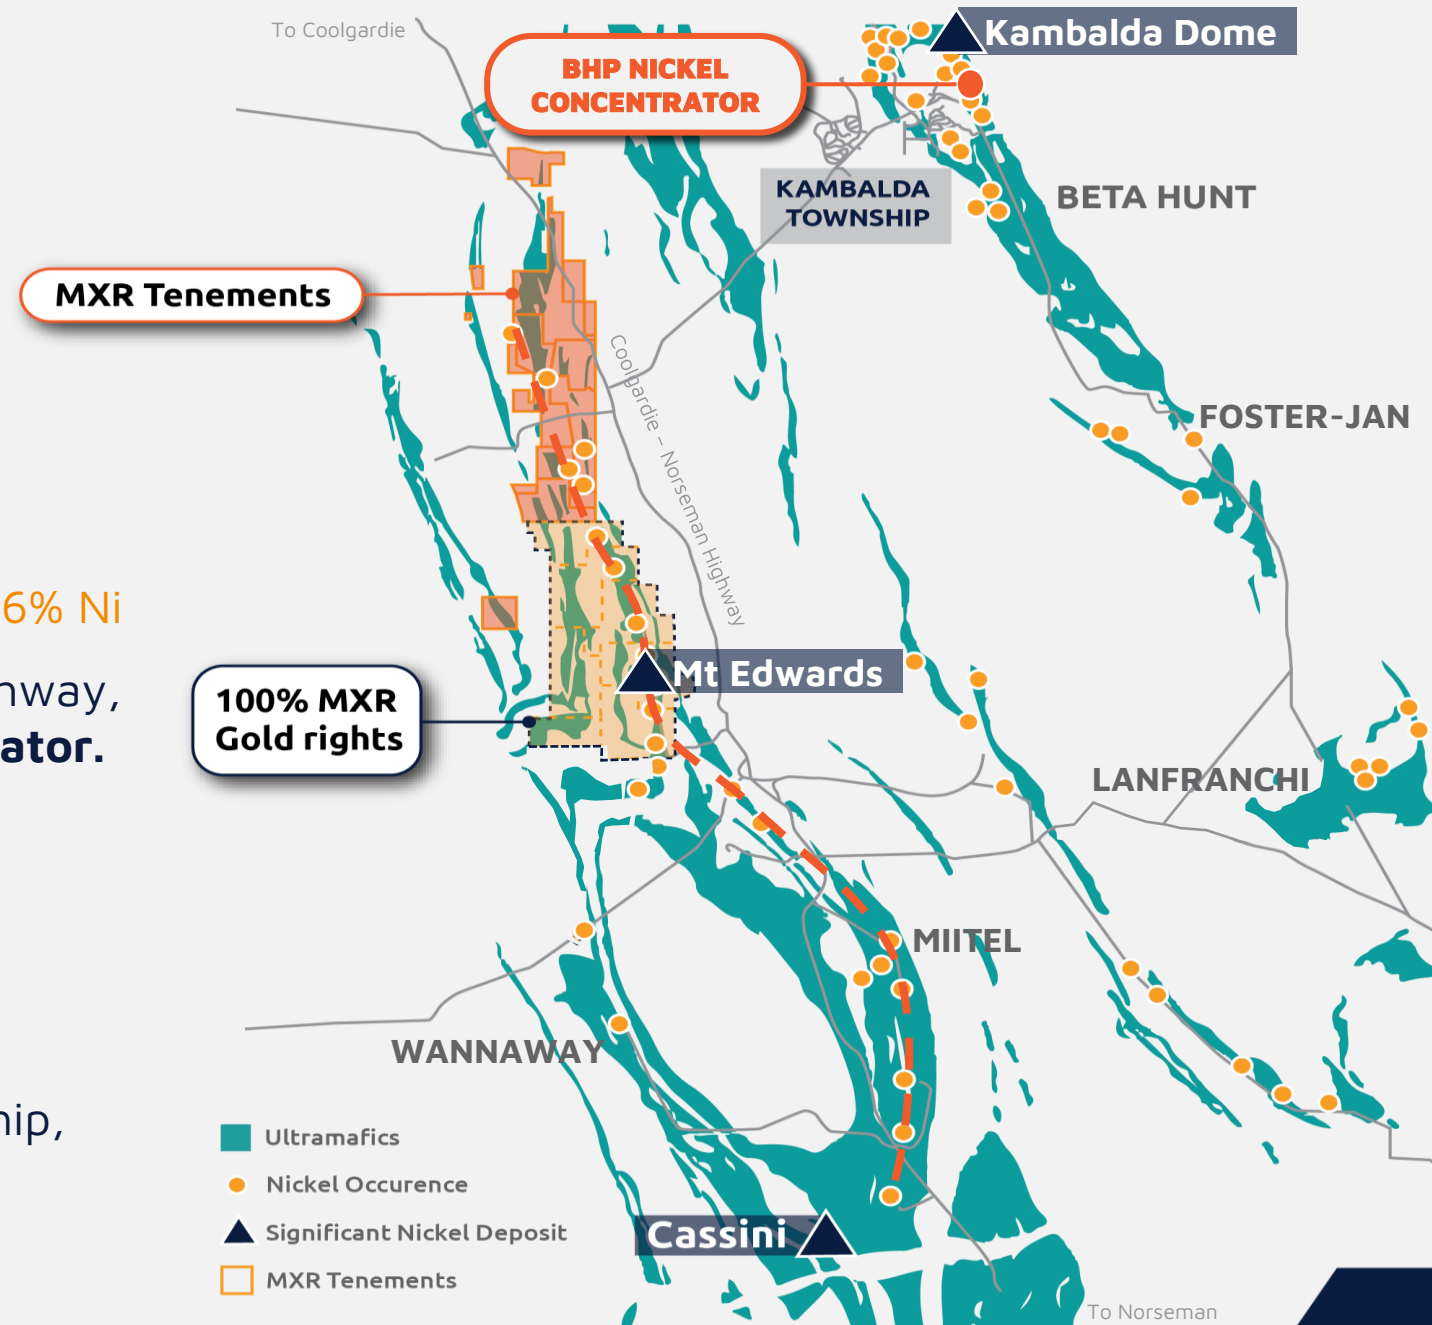 To Coolgardie
Kambalda Dome
BHP NICKEL
CONCENTRATOR
KAMBALDA
TOWNSHIP
BETA HUNT
MXR Tenements
Coolgardie - Norseman Highway
FOSTER-JAN
6% Ni
hway,
ator.
100% MXR
Gold rights
Mt Edwards
LANFRANCHI
MIITEL
WANNAWAY
hip,
Ultramafics
Nickel Occurence
Significant Nickel Deposit
MXR Tenements
Cassini
To Norseman